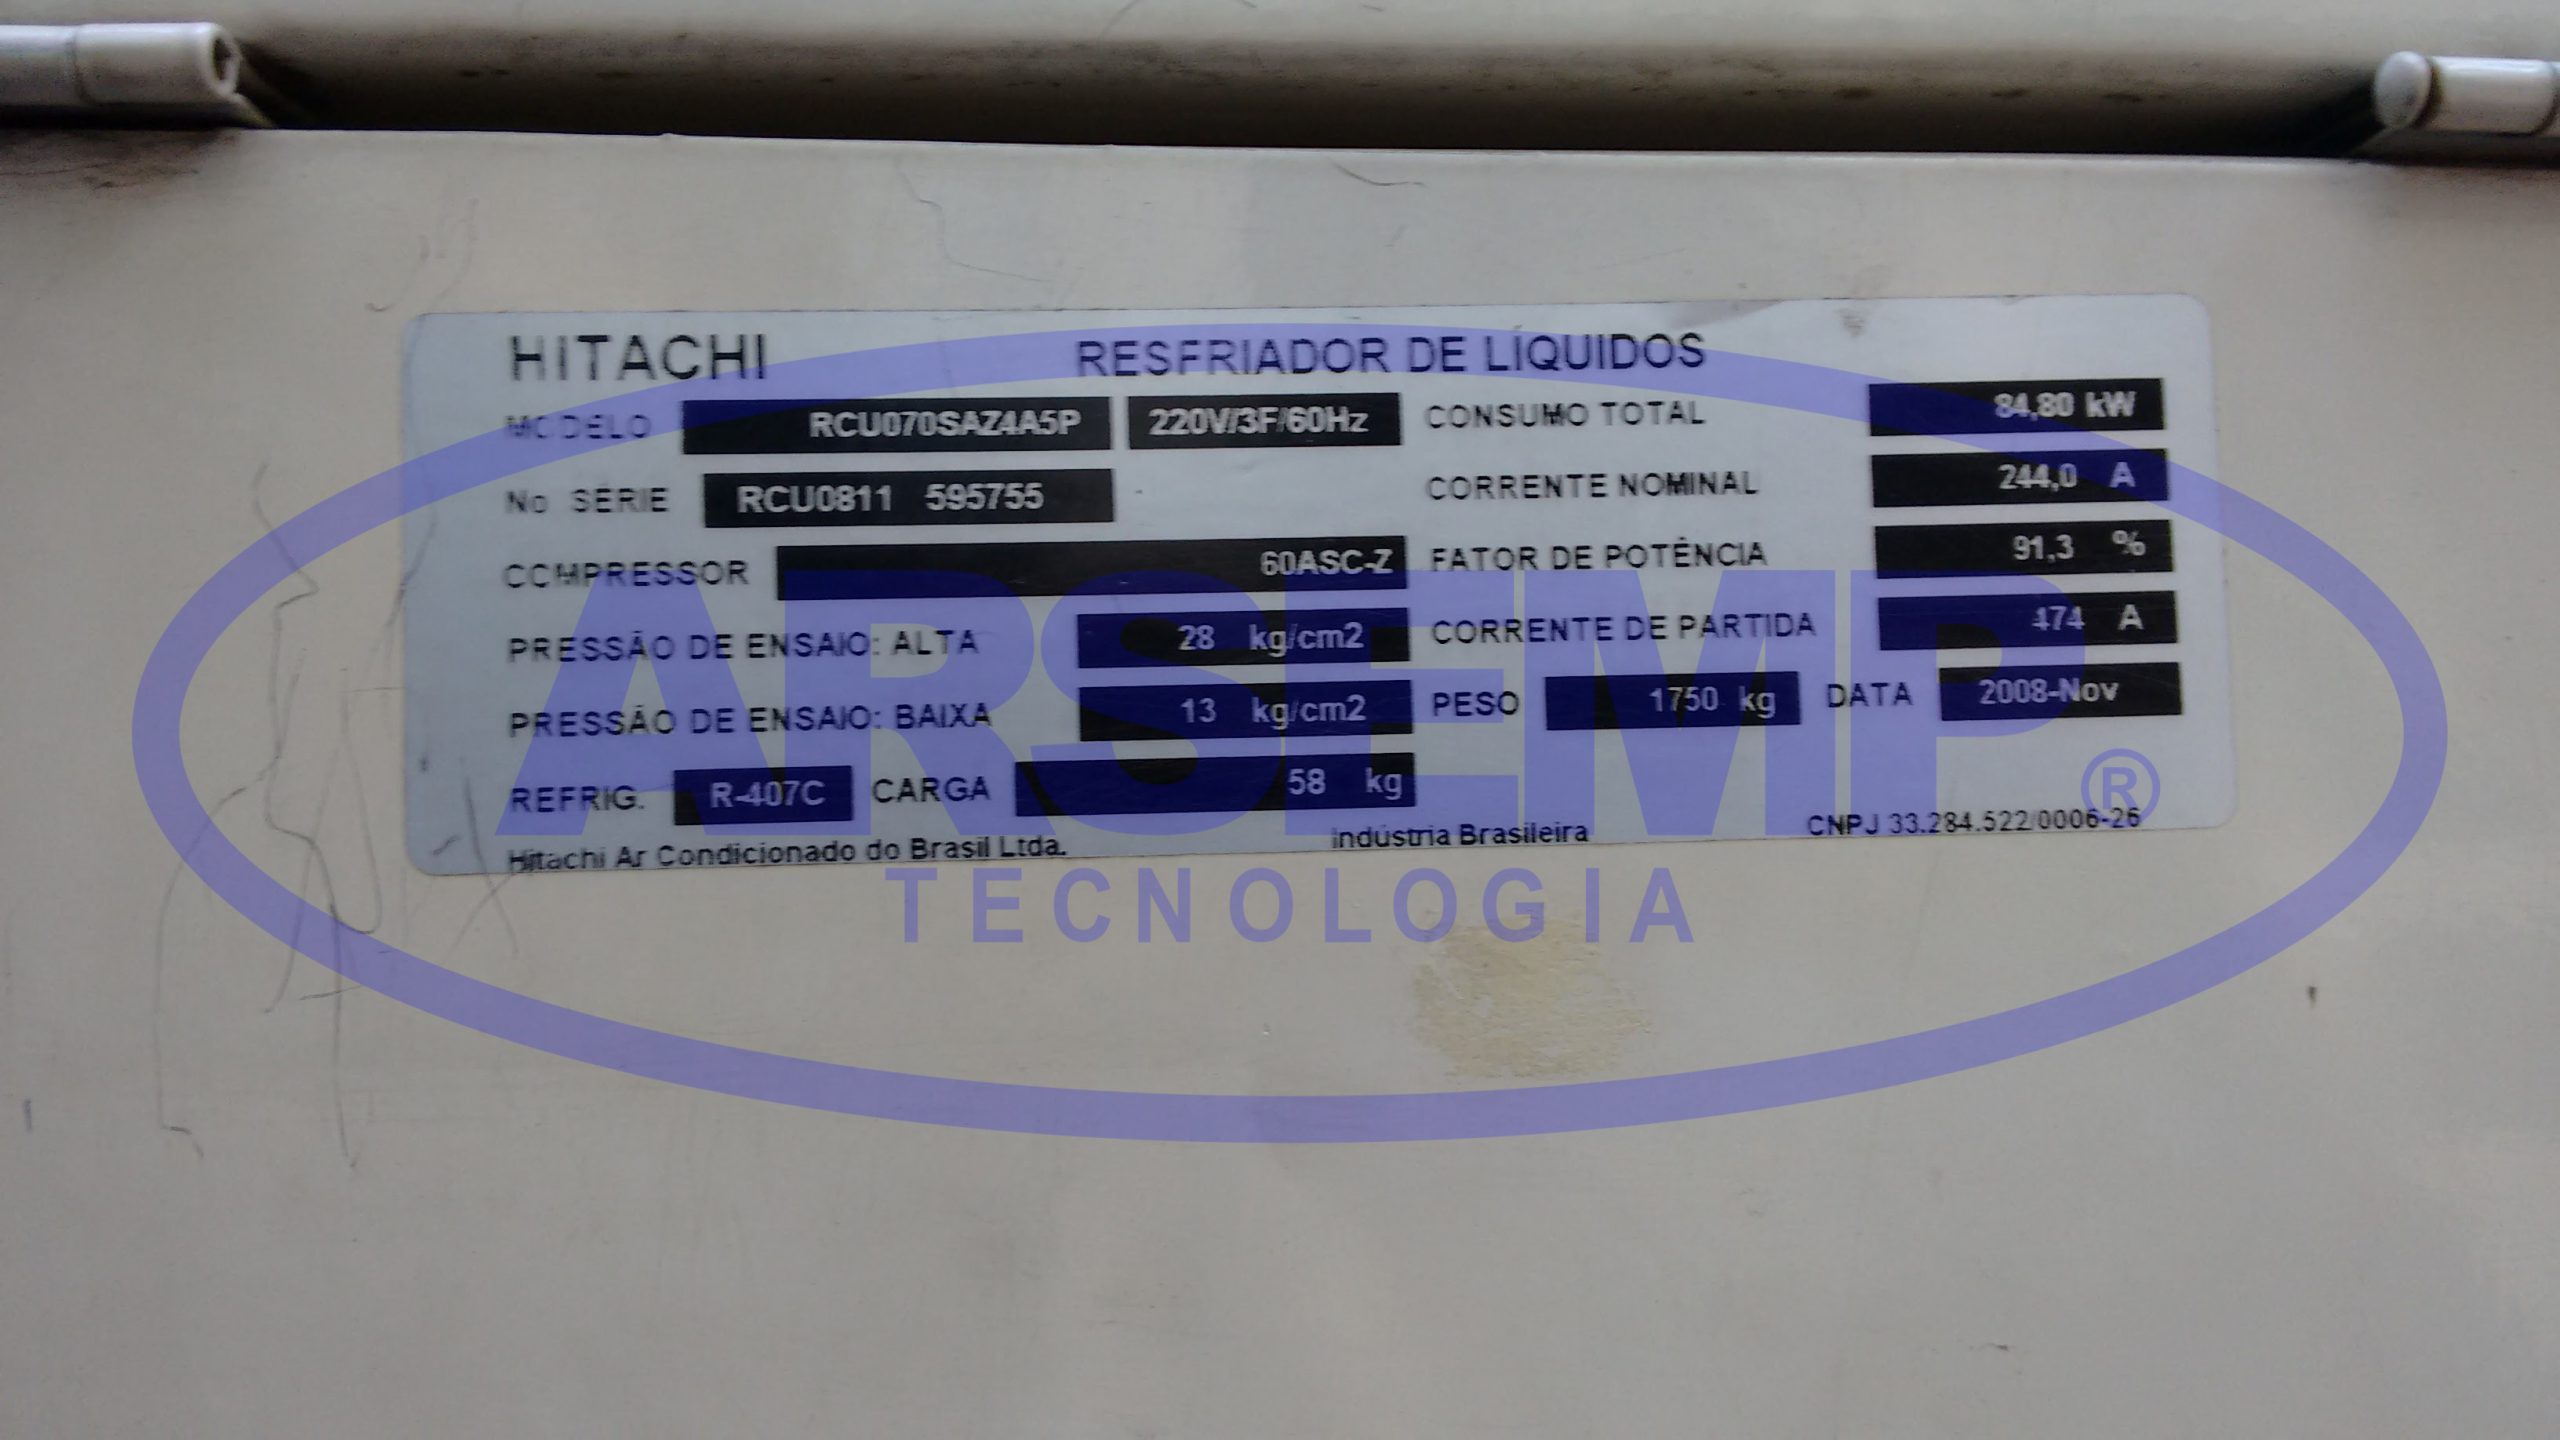 HITACHI RESFRIADOR DE LÍQUIDOS
MODELO RCU070SAZ4A5P 220V/3F/60Hz CONSUMO TOTAL 84,80 kW
No SÉRIE RCU0811 595755 CORRENTE NOMINAL 244,0 A
COMPRESSOR 60ASC-Z FATOR DE POTÊNCIA 91,3 %
PRESSÃO DE ENSAIO: ALTA 28 kg/cm2 CORRENTE DE PARTIDA 474 A
PRESSÃO DE ENSAIO: BAIXA 13 kg/cm2 PESO 1750 kg DATA 2008-Nov
REFRIG. R-407C CARGA 58 kg
Hitachi Ar Condicionado do Brasil Ltda. Indústria Brasileira CNPJ 33.284.522/0006-26
ARSEMP®
TECNOLOGIA